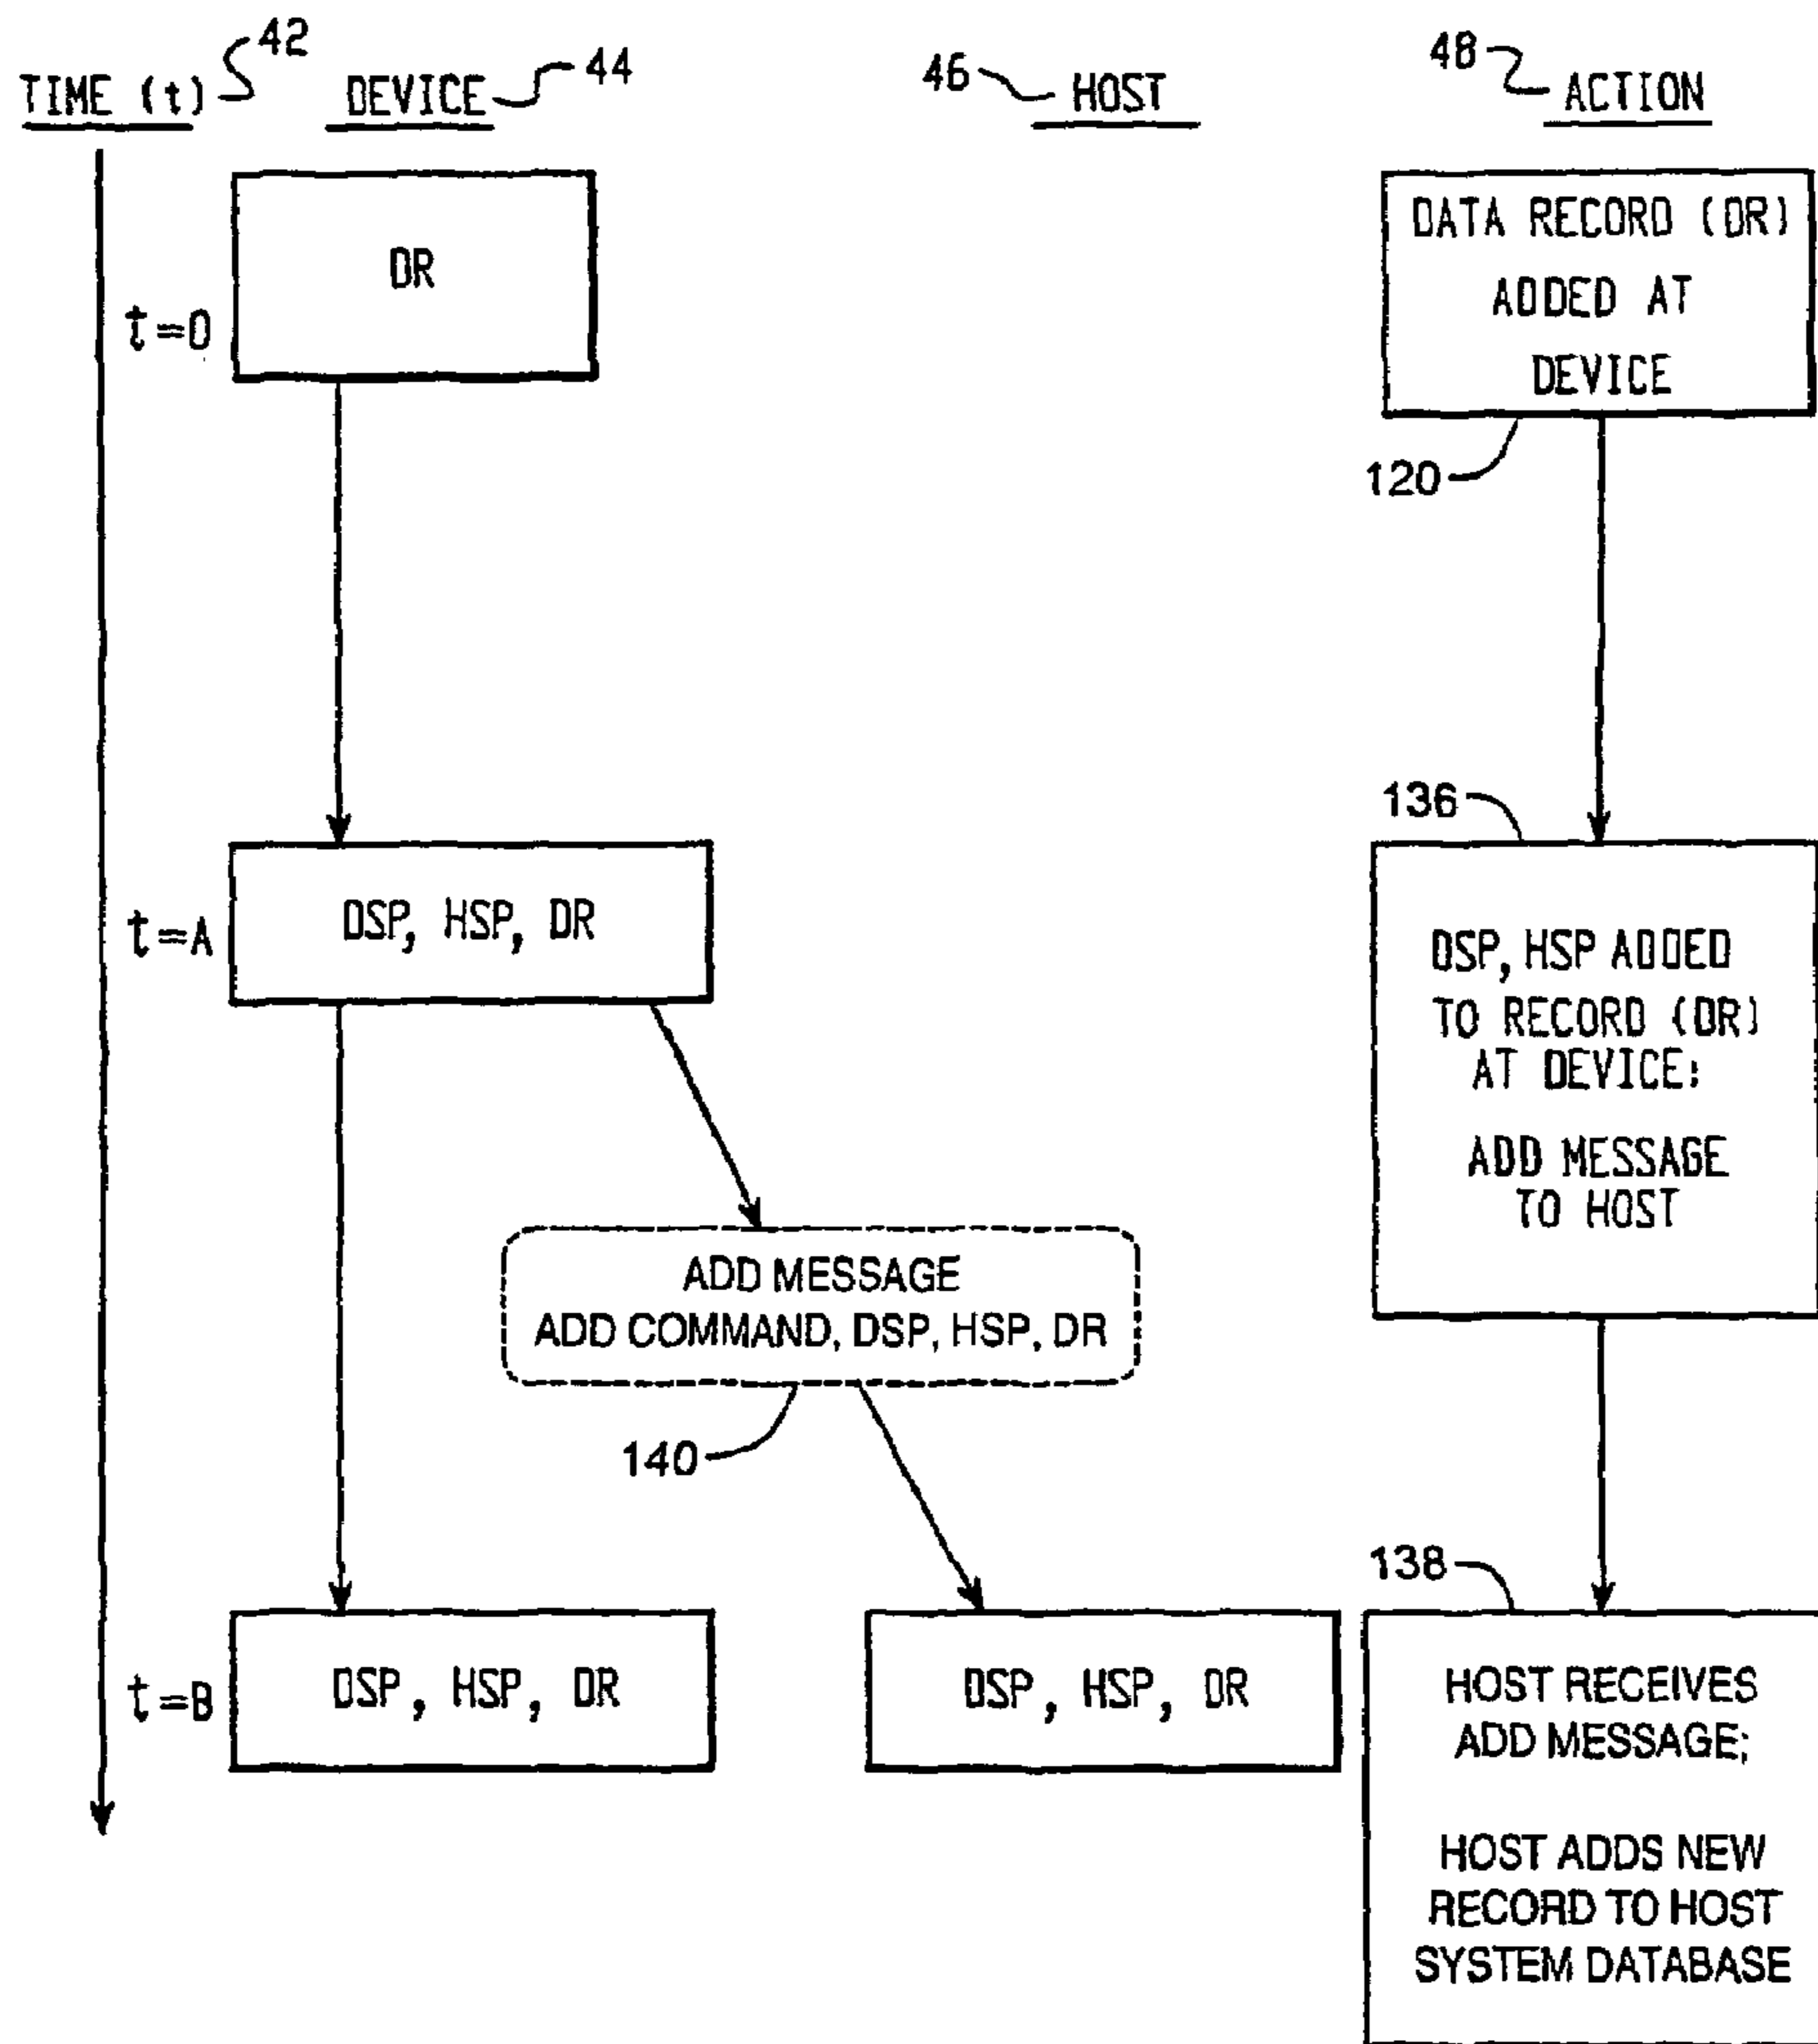 42
44
46
48
TIME (t)
DEVICE
HOST
ACTION
DR
t=0
DATA RECORD (DR)
ADDED AT
DEVICE
120
136
t=A
DSP, HSP, DR
DSP, HSP ADDED
TO RECORD (DR)
AT DEVICE;
ADD MESSAGE
TO HOST
ADD MESSAGE
ADD COMMAND, DSP, HSP, DR
140
138
t=B
DSP, HSP, DR
DSP, HSP, DR
HOST RECEIVES
ADD MESSAGE;
HOST ADDS NEW
RECORD TO HOST
SYSTEM DATABASE